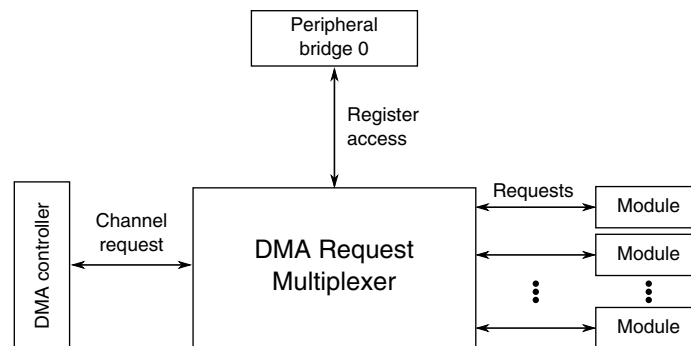 Peripheral
bridge 0
Register
access
Requests
Module
Channel
request
DMA controller
DMA Request
Multiplexer
Module
Module